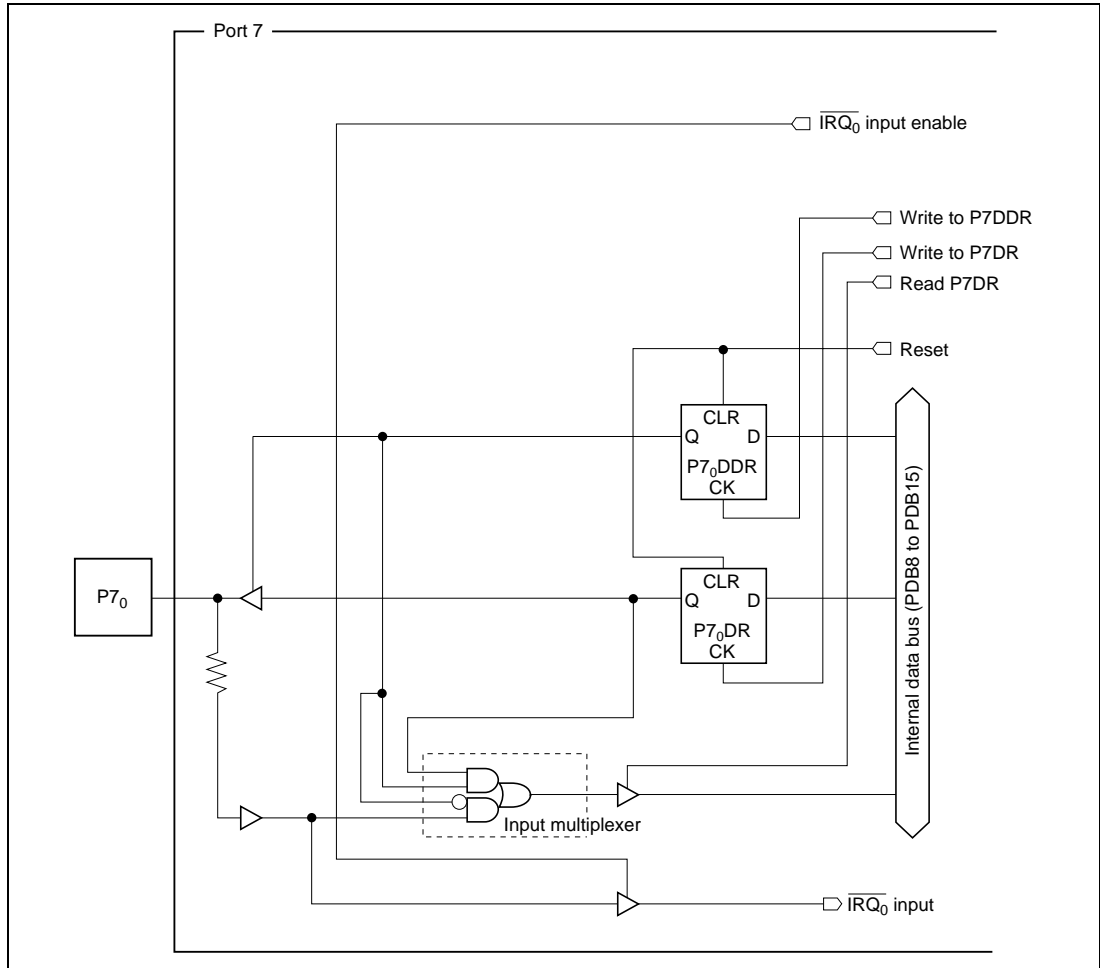 Port 7
IRQ₀ input enable
Write to P7DDR
Write to P7DR
Read P7DR
Reset
CLR
Q D
P7₀DDR
CK
P7₀
CLR
Q D
P7₀DR
CK
Internal data bus (PDB8 to PDB15)
Input multiplexer
IRQ₀ input